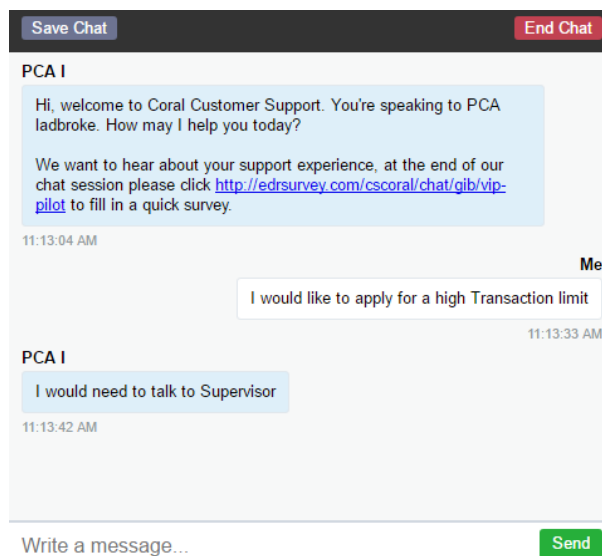 Save Chat
End Chat
PCA I
Hi, welcome to Coral Customer Support. You're speaking to PCA
ladbroke. How may I help you today?
We want to hear about your support experience, at the end of our
chat session please click http://edrsurvey.com/cscoral/chat/gib/vip-
pilot to fill in a quick survey.
11:13:04 AM
Me
I would like to apply for a high Transaction limit
11:13:33 AM
PCA I
I would need to talk to Supervisor
11:13:42 AM
Write a message...
Send